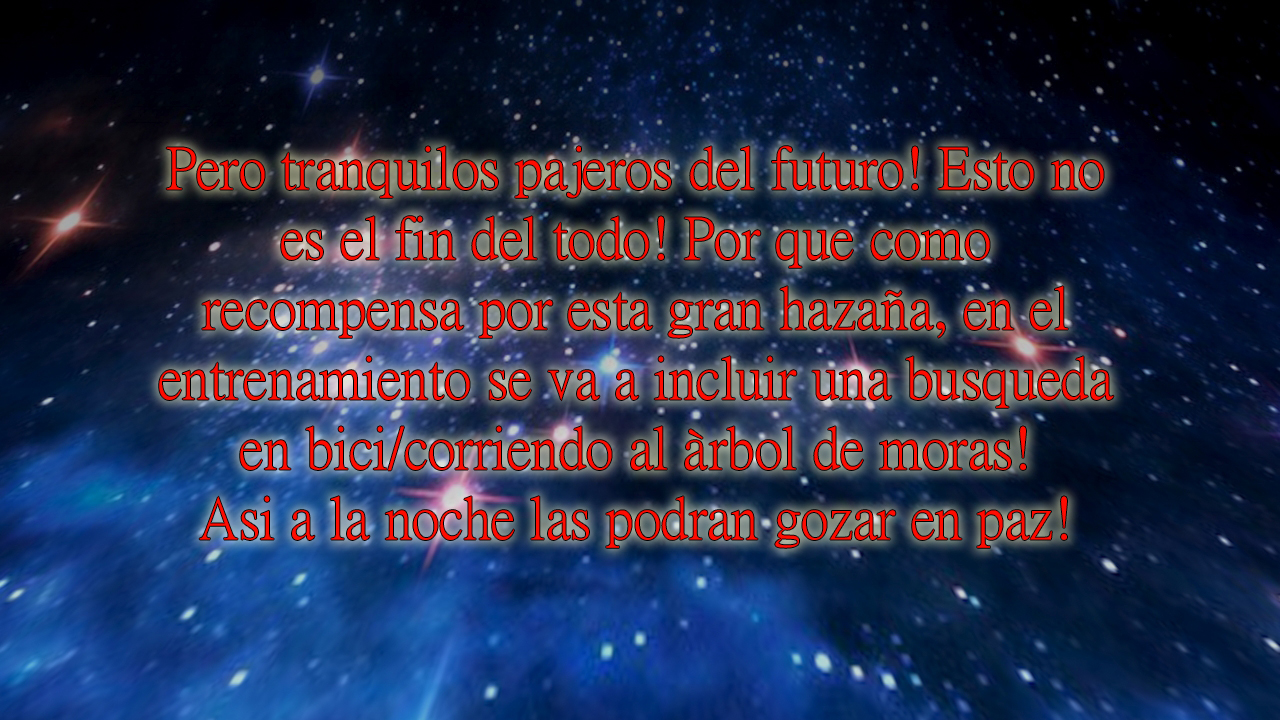 Pero tranquilos pajeros del futuro! Esto no
es el fin del todo! Por que como
recompensa por esta gran hazaña, en el
entrenamiento se va a incluir una busqueda
en bici/corriendo al àrbol de moras!
Asi a la noche las podran gozar en paz!